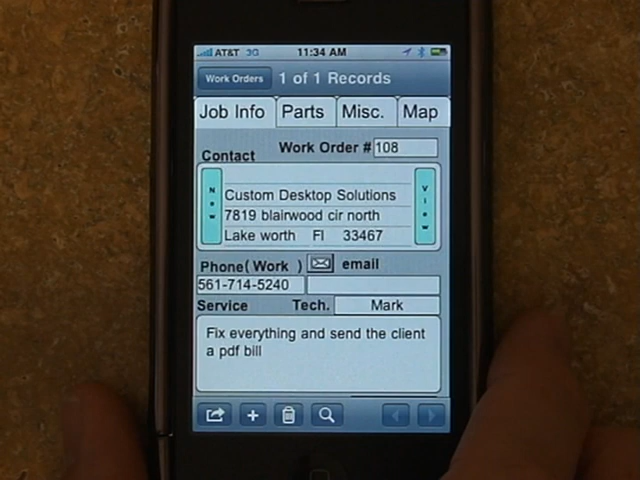 AT&T 3G 11:34 AM
Work Orders 1 of 1 Records
Job Info Parts Misc. Map
Contact Work Order # 108
New View
Custom Desktop Solutions
7819 blairwood cir north
Lake worth Fl 33467
Phone( Work ) email
561-714-5240
Service Tech. Mark
Fix everything and send the client
a pdf bill